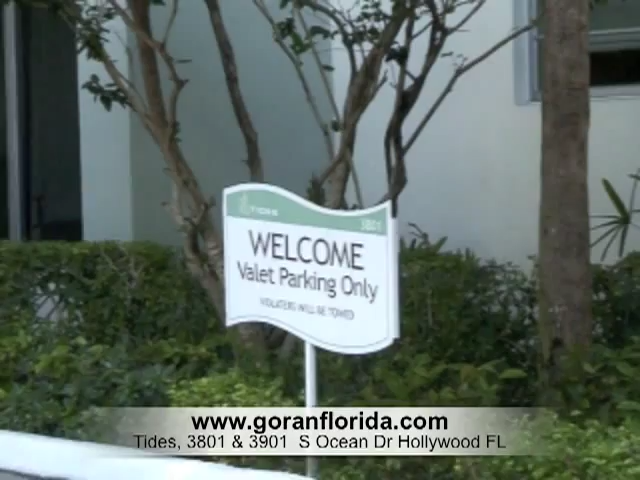 TIDES 3801
WELCOME
Valet Parking Only
VIOLATERS WILL BE TOWED
www.goranflorida.com
Tides, 3801 & 3901 S Ocean Dr Hollywood FL